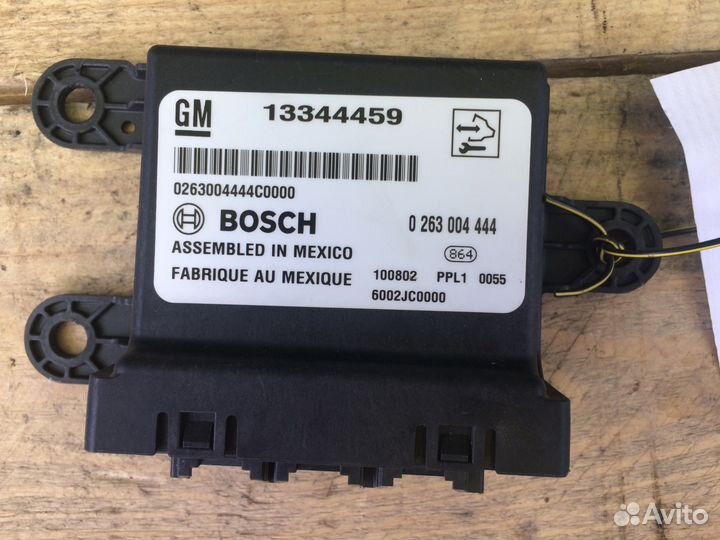 GM 13344459
0263004444C0000
BOSCH 0 263 004 444
ASSEMBLED IN MEXICO 864
FABRIQUE AU MEXIQUE 100802 PPL1 0055
6002JC0000
Avito